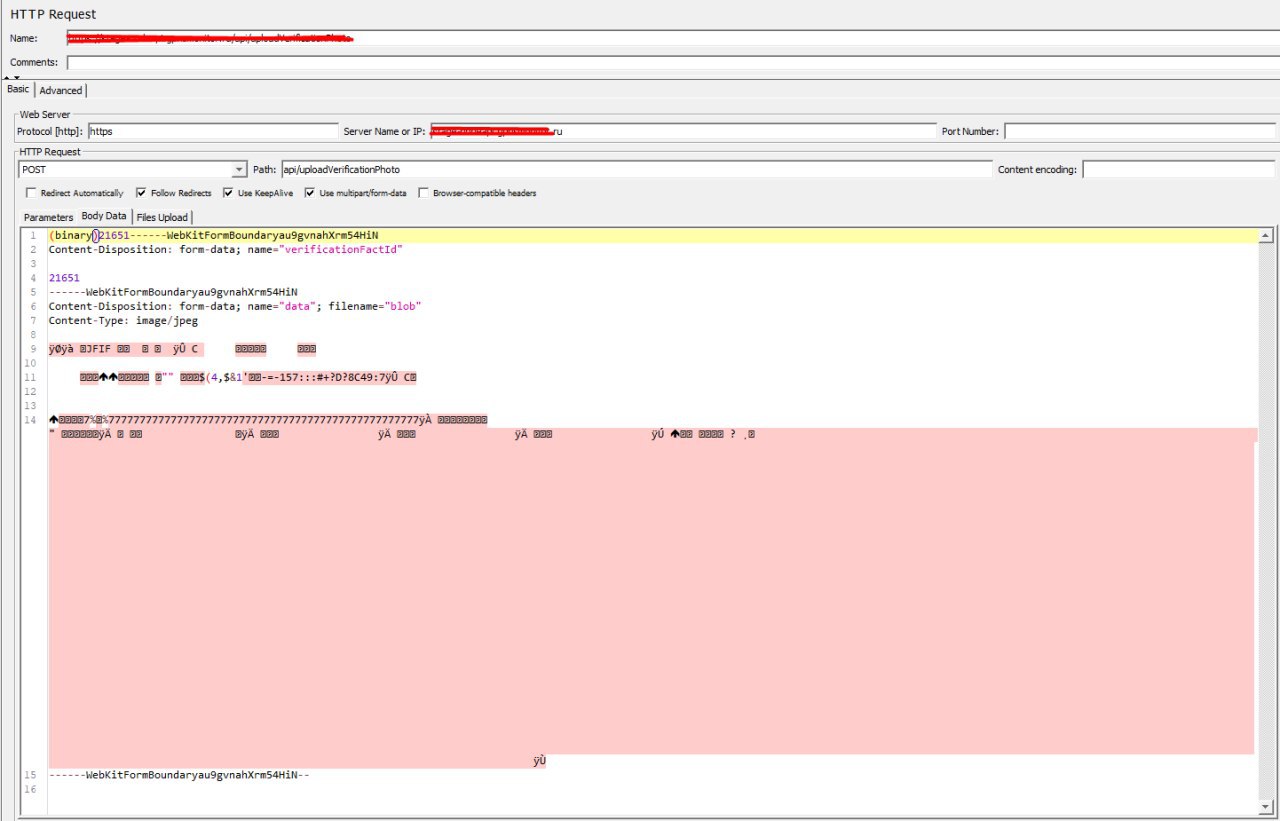 HTTP Request
Name:
Comments:
Basic Advanced
Web Server
Protocol [http]: https Server Name or IP: .ru Port Number:
HTTP Request
POST Path: api/uploadVerificationPhoto Content encoding:
Redirect Automatically Follow Redirects Use KeepAlive Use multipart/form-data Browser-compatible headers
Parameters Body Data Files Upload
1 (binary)21651------WebKitFormBoundaryau9gvnahXrm54HiN
2 Content-Disposition: form-data; name="verificationFactId"
3
4 21651
5 ------WebKitFormBoundaryau9gvnahXrm54HiN
6 Content-Disposition: form-data; name="data"; filename="blob"
7 Content-Type: image/jpeg
8
9 ÿØÿà JFIF ÿÛ C
10
11 "" $(4,$&1' -=-157:::#+?D?8C49:7ÿÛ C
12
13
14 ÿÀ
" ÿÄ ÿÄ ÿÄ ÿÄ ÿÚ ?
ÿÙ
15 ------WebKitFormBoundaryau9gvnahXrm54HiN--
16